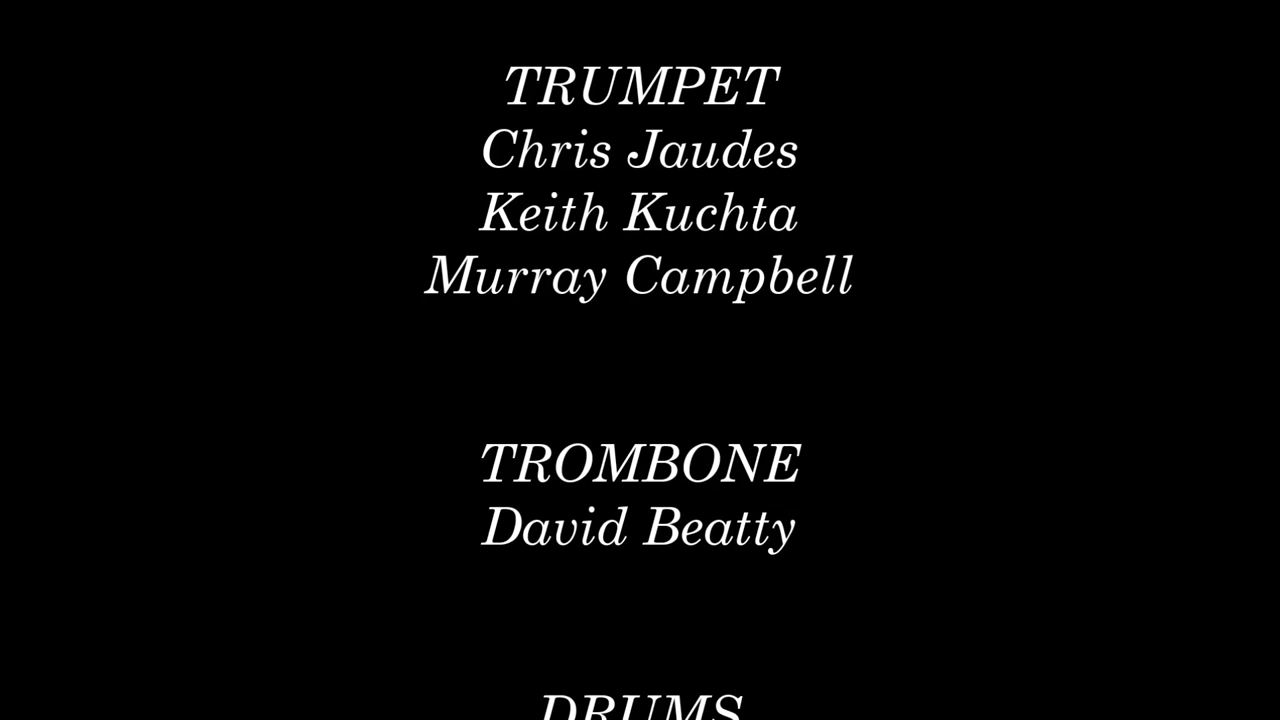 TRUMPET
Chris Jaudes
Keith Kuchta
Murray Campbell
TROMBONE
David Beatty
DRUMS